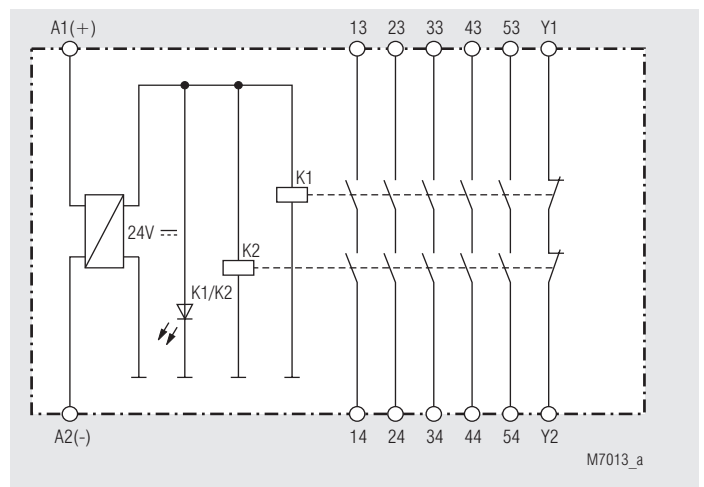 A1(+) 13 23 33 43 53 Y1
K1
24V
K2
K1/K2
A2(-) 14 24 34 44 54 Y2
M7013_a